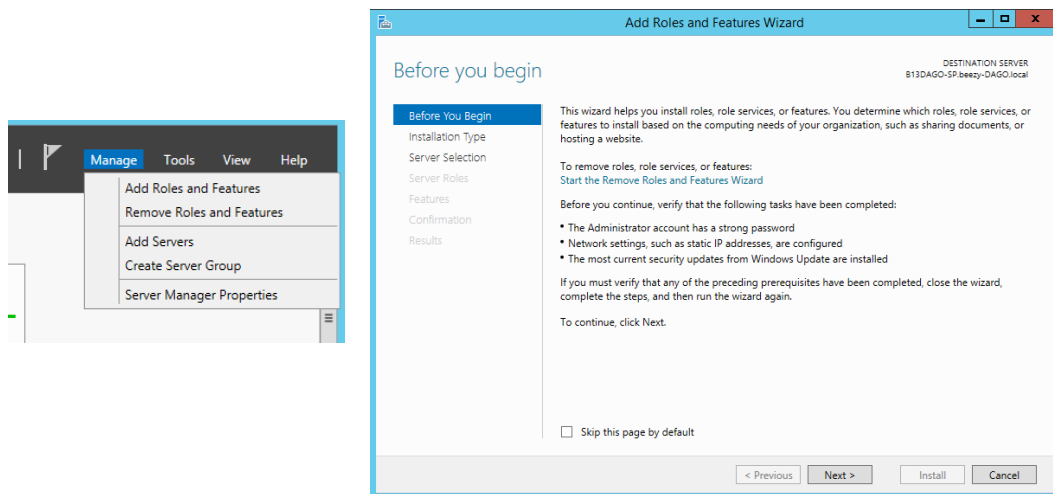 Manage Tools View Help
Add Roles and Features
Remove Roles and Features
Add Servers
Create Server Group
Server Manager Properties
Add Roles and Features Wizard
Before you begin
DESTINATION SERVER
B13DAGO-SP.beezy-DAGO.local
Before You Begin
Installation Type
Server Selection
Server Roles
Features
Confirmation
Results
This wizard helps you install roles, role services, or features. You determine which roles, role services, or
features to install based on the computing needs of your organization, such as sharing documents, or
hosting a website.
To remove roles, role services, or features:
Start the Remove Roles and Features Wizard
Before you continue, verify that the following tasks have been completed:
• The Administrator account has a strong password
• Network settings, such as static IP addresses, are configured
• The most current security updates from Windows Update are installed
If you must verify that any of the preceding prerequisites have been completed, close the wizard,
complete the steps, and then run the wizard again.
To continue, click Next.
Skip this page by default
< Previous Next > Install Cancel